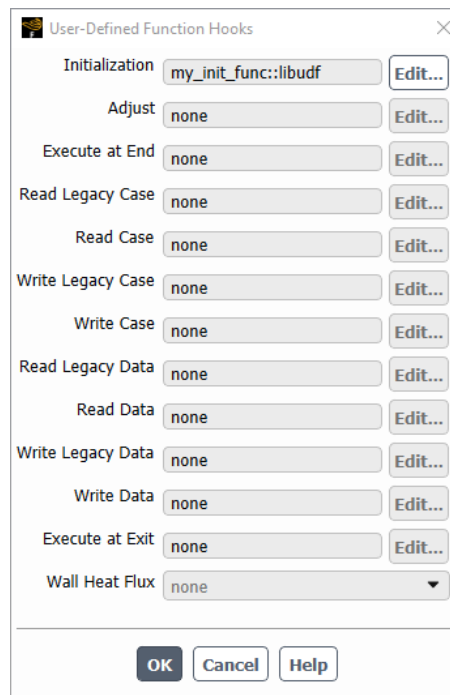 User-Defined Function Hooks
Initialization my_init_func::libudf Edit...
Adjust none Edit...
Execute at End none Edit...
Read Legacy Case none Edit...
Read Case none Edit...
Write Legacy Case none Edit...
Write Case none Edit...
Read Legacy Data none Edit...
Read Data none Edit...
Write Legacy Data none Edit...
Write Data none Edit...
Execute at Exit none Edit...
Wall Heat Flux none
OK Cancel Help